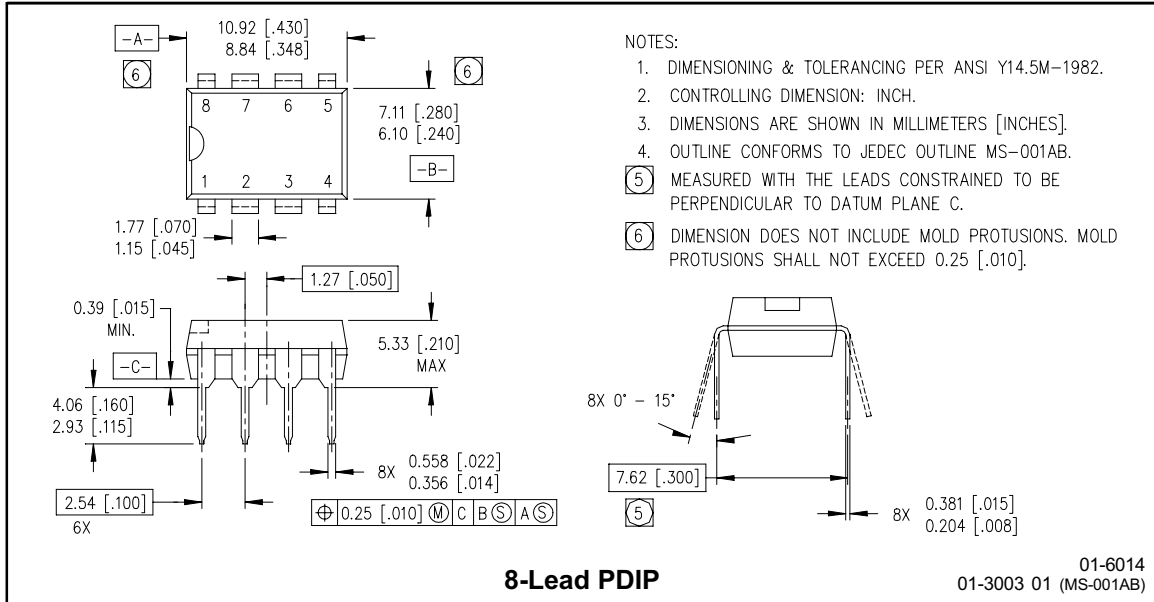 -A-
10.92 [.430]
8.84 [.348]
6
6
8 7 6 5
7.11 [.280]
6.10 [.240]
-B-
1 2 3 4
1.77 [.070]
1.15 [.045]
1.27 [.050]
0.39 [.015]
MIN.
-C-
5.33 [.210]
MAX
4.06 [.160]
2.93 [.115]
8X 0.558 [.022]
0.356 [.014]
2.54 [.100]
6X
⌖ 0.25 [.010] Ⓜ C B Ⓢ A Ⓢ
NOTES:
1. DIMENSIONING & TOLERANCING PER ANSI Y14.5M-1982.
2. CONTROLLING DIMENSION: INCH.
3. DIMENSIONS ARE SHOWN IN MILLIMETERS [INCHES].
4. OUTLINE CONFORMS TO JEDEC OUTLINE MS-001AB.
5 MEASURED WITH THE LEADS CONSTRAINED TO BE
PERPENDICULAR TO DATUM PLANE C.
6 DIMENSION DOES NOT INCLUDE MOLD PROTUSIONS. MOLD
PROTUSIONS SHALL NOT EXCEED 0.25 [.010].
8X 0° - 15°
7.62 [.300]
5
8X 0.381 [.015]
0.204 [.008]
8-Lead PDIP
01-6014
01-3003 01 (MS-001AB)